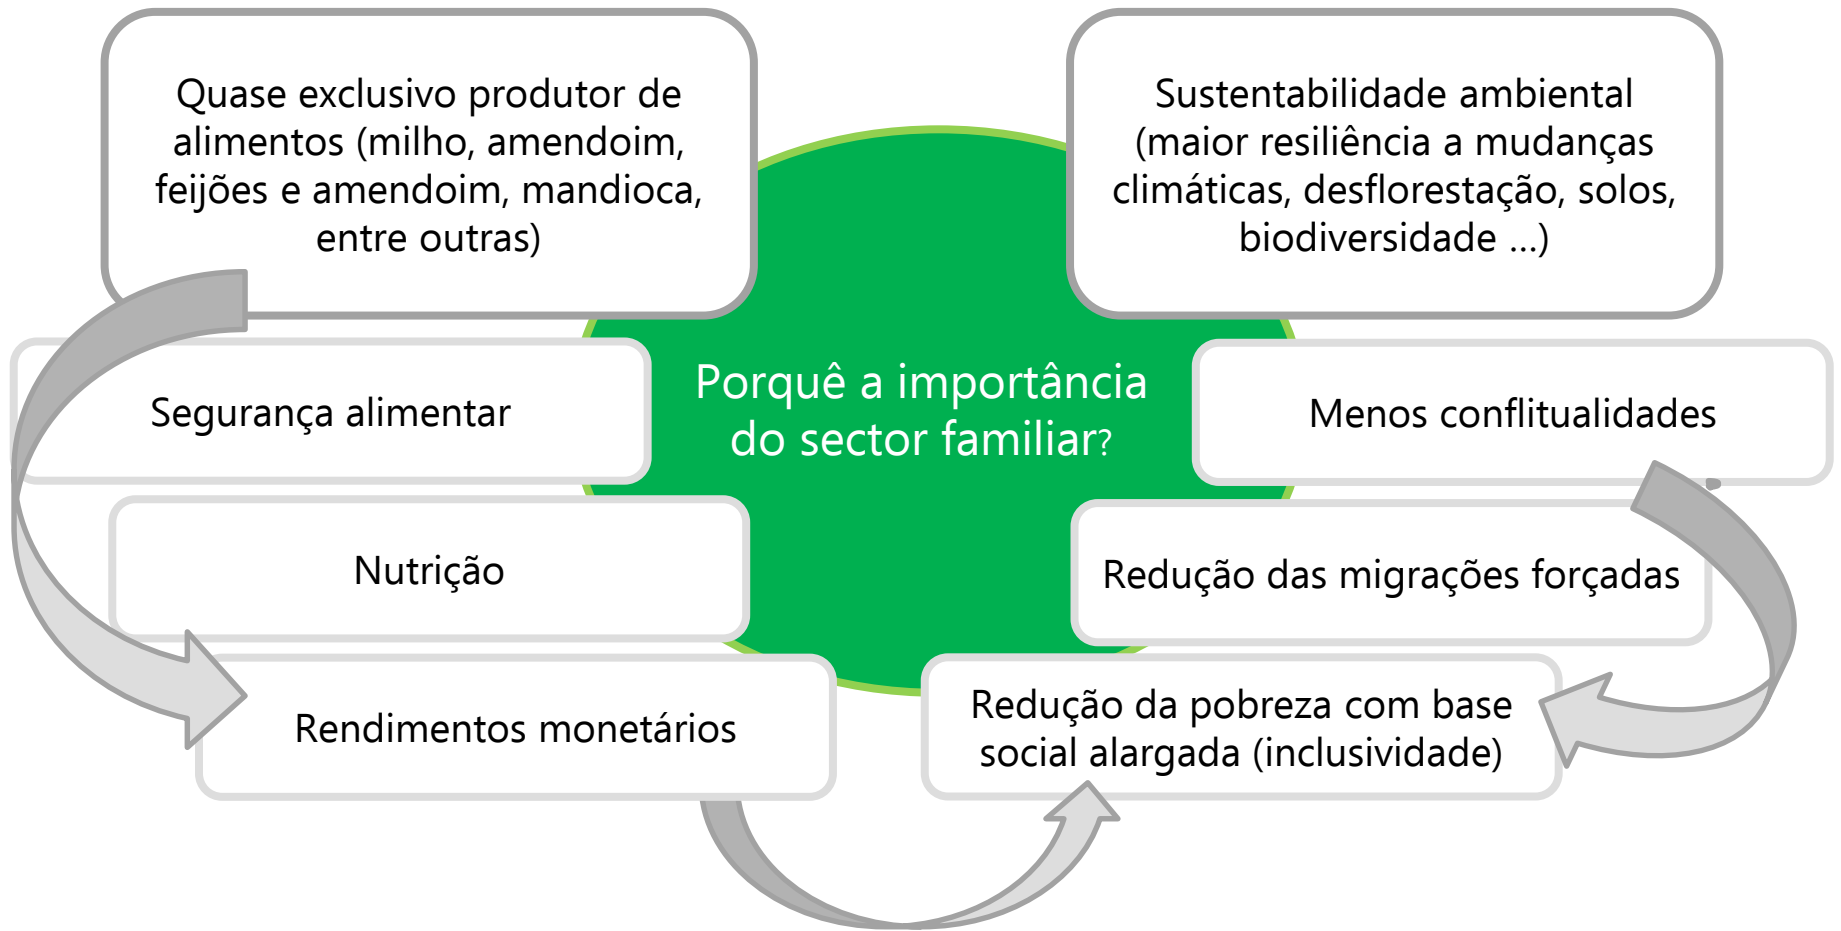 Quase exclusivo produtor de
alimentos (milho, amendoim,
feijões e amendoim, mandioca,
entre outras)
Sustentabilidade ambiental
(maior resiliência a mudanças
climáticas, desflorestação, solos,
biodiversidade ...)
Porquê a importância
do sector familiar?
Segurança alimentar
Menos conflitualidades
Nutrição
Redução das migrações forçadas
Rendimentos monetários
Redução da pobreza com base
social alargada (inclusividade)